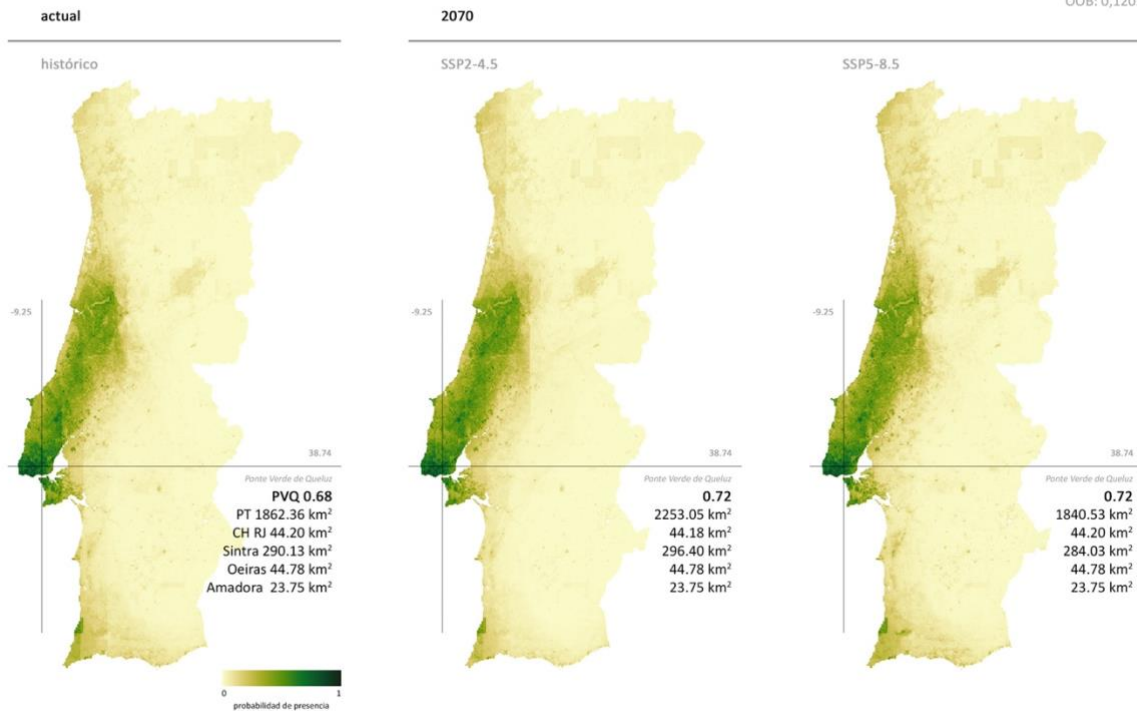 OOB: 0,120
actual
2070
histórico
SSP2-4.5
SSP5-8.5
-9.25
-9.25
-9.25
38.74
38.74
38.74
Ponte Verde de Queluz
Ponte Verde de Queluz
Ponte Verde de Queluz
PVQ 0.68
0.72
0.72
PT 1862.36 km²
2253.05 km²
1840.53 km²
CH RJ 44.20 km²
44.18 km²
44.20 km²
Sintra 290.13 km²
296.40 km²
284.03 km²
Oeiras 44.78 km²
44.78 km²
44.78 km²
Amadora 23.75 km²
23.75 km²
23.75 km²
0
1
probabilidad de presencia